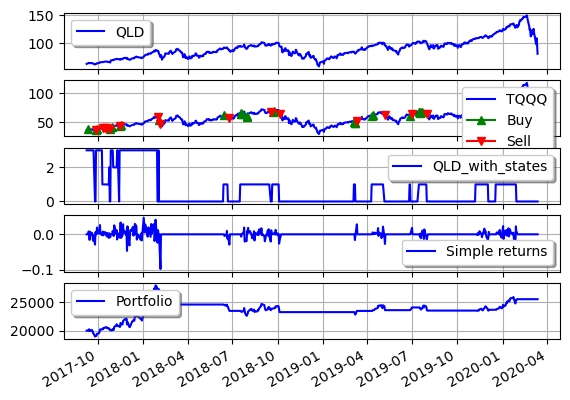 150
QLD
100
100
TQQQ
Buy
50
Sell
QLD_with_states
2
0
0.0
Simple returns
−0.1
Portfolio
25000
20000
2017-10 2018-01 2018-04 2018-07 2018-10 2019-01 2019-04 2019-07 2019-10 2020-01 2020-04